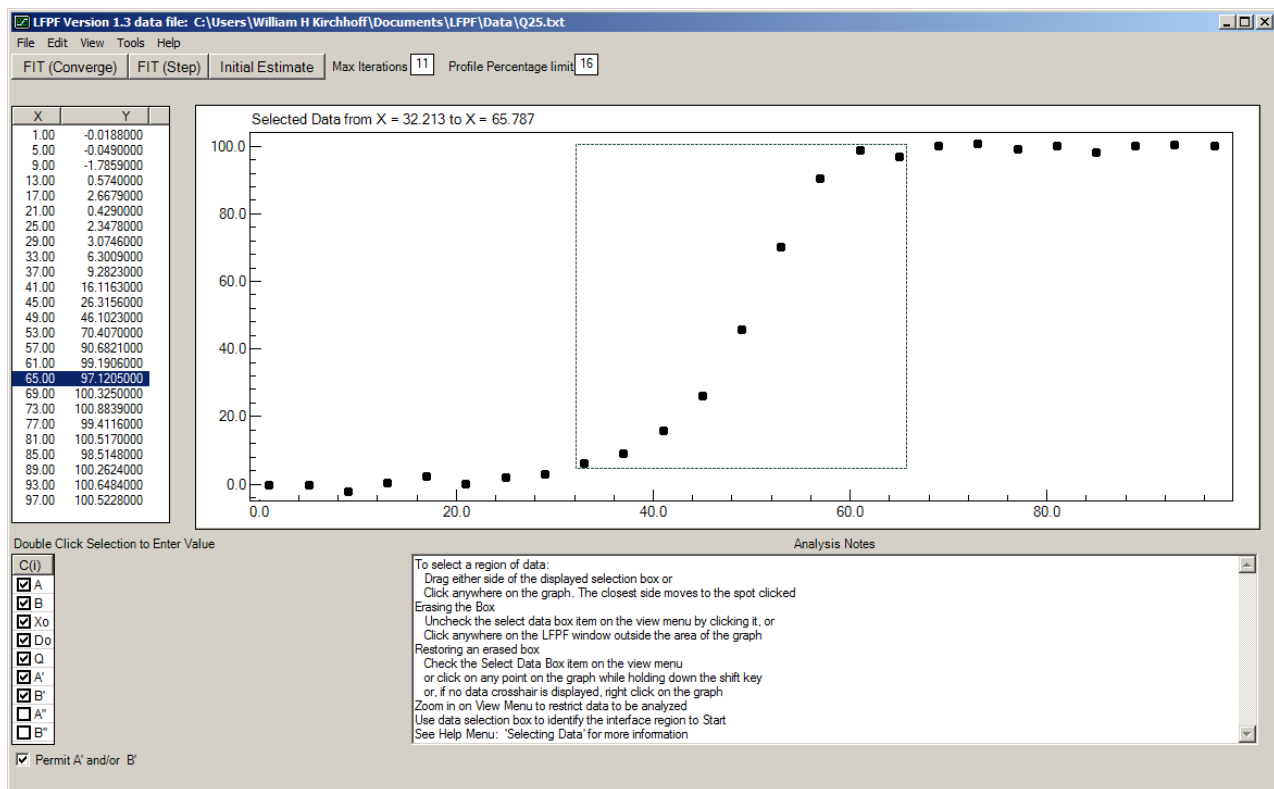 LFPF Version 1.3 data file: C:\Users\William H Kirchhoff\Documents\LFPF\Data\Q25.txt
File Edit View Tools Help
FIT (Converge) FIT (Step) Initial Estimate Max Iterations 11 Profile Percentage limit 16
X Y
1.00 -0.0188000
5.00 -0.0490000
9.00 -1.7859000
13.00 0.5740000
17.00 2.6679000
21.00 0.4290000
25.00 2.3478000
29.00 3.0746000
33.00 6.3009000
37.00 9.2823000
41.00 16.1163000
45.00 26.3156000
49.00 46.1023000
53.00 70.4070000
57.00 90.6821000
61.00 99.1906000
65.00 97.1205000
69.00 100.3250000
73.00 100.8839000
77.00 99.4116000
81.00 100.5170000
85.00 98.5148000
89.00 100.2624000
93.00 100.6484000
97.00 100.5228000
Selected Data from X = 32.213 to X = 65.787
100.0
80.0
60.0
40.0
20.0
0.0
0.0 20.0 40.0 60.0 80.0
Double Click Selection to Enter Value
C(i)
A
B
Xo
Do
Q
A'
B'
A"
B"
Permit A' and/or B'
Analysis Notes
To select a region of data:
Drag either side of the displayed selection box or
Click anywhere on the graph. The closest side moves to the spot clicked
Erasing the Box
Uncheck the select data box item on the view menu by clicking it, or
Click anywhere on the LFPF window outside the area of the graph
Restoring an erased box
Check the Select Data Box item on the view menu
or click on any point on the graph while holding down the shift key
or, if no data crosshair is displayed, right click on the graph
Zoom in on View Menu to restrict data to be analyzed
Use data selection box to identify the interface region to Start
See Help Menu: 'Selecting Data' for more information